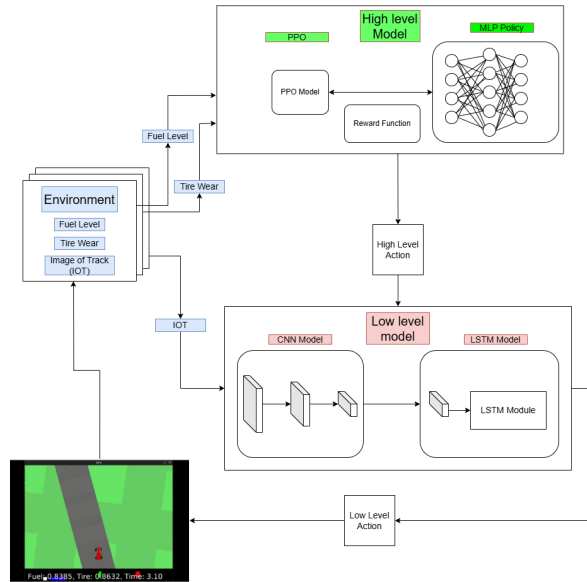 High level
Model
PPO
MLP Policy
PPO Model
Reward Function
Fuel Level
Tire Wear
Environment
Fuel Level
Tire Wear
Image of Track
(IOT)
High Level
Action
IOT
Low level
model
CNN Model
LSTM Model
LSTM Module
Low Level
Action
Fuel: 0.8385, Tire: 0.8632, Time: 3.10